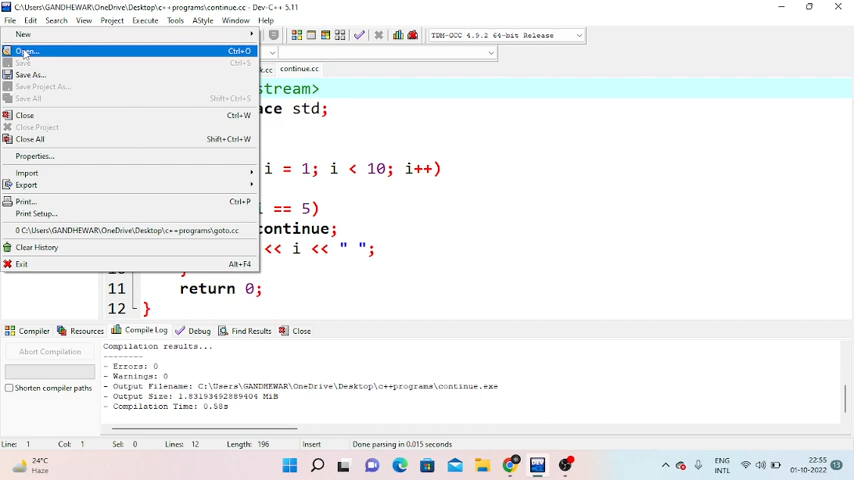 C:\Users\GANDHEWAR\OneDrive\Desktop\c++programs\continue.cc - Dev-C++ 5.11
File Edit Search View Project Execute Tools AStyle Window Help
New
TDM-GCC 4.9.2 64-bit Release
Open... Ctrl+O
Save Ctrl+S
k.cc continue.cc
Save As...
Save Project As...
stream>
Save All Shift+Ctrl+S
ace std;
Close Ctrl+W
Close Project
Close All Shift+Ctrl+W
Properties...
i = 1; i < 10; i++)
Import
Export
Print... Ctrl+P
i == 5)
Print Setup...
continue;
0 C:\Users\GANDHEWAR\OneDrive\Desktop\c++programs\goto.cc
Clear History
<< i << " ";
Exit Alt+F4
10 }
11 return 0;
12 }
Compiler Resources Compile Log Debug Find Results Close
Abort Compilation
Shorten compiler paths
Compilation results...
--------
- Errors: 0
- Warnings: 0
- Output Filename: C:\Users\GANDHEWAR\OneDrive\Desktop\c++programs\continue.exe
- Output Size: 1.83193492889404 MiB
- Compilation Time: 0.58s
Line: 1 Col: 1 Sel: 0 Lines: 12 Length: 196 Insert Done parsing in 0.015 seconds
24°C
Haze
DEV
ENG
INTL
22:55
01-10-2022
13